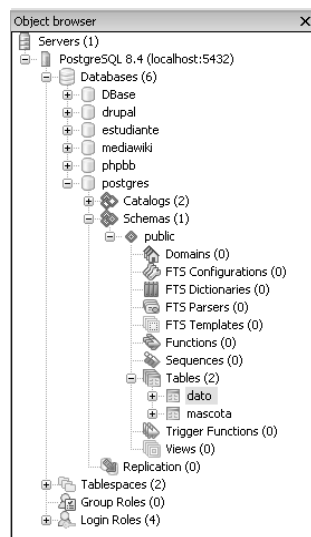 Object browser
Servers (1)
PostgreSQL 8.4 (localhost:5432)
Databases (6)
DBase
drupal
estudiante
mediawiki
phpbb
postgres
Catalogs (2)
Schemas (1)
public
Domains (0)
FTS Configurations (0)
FTS Dictionaries (0)
FTS Parsers (0)
FTS Templates (0)
Functions (0)
Sequences (0)
Tables (2)
dato
mascota
Trigger Functions (0)
Views (0)
Replication (0)
Tablespaces (2)
Group Roles (0)
Login Roles (4)